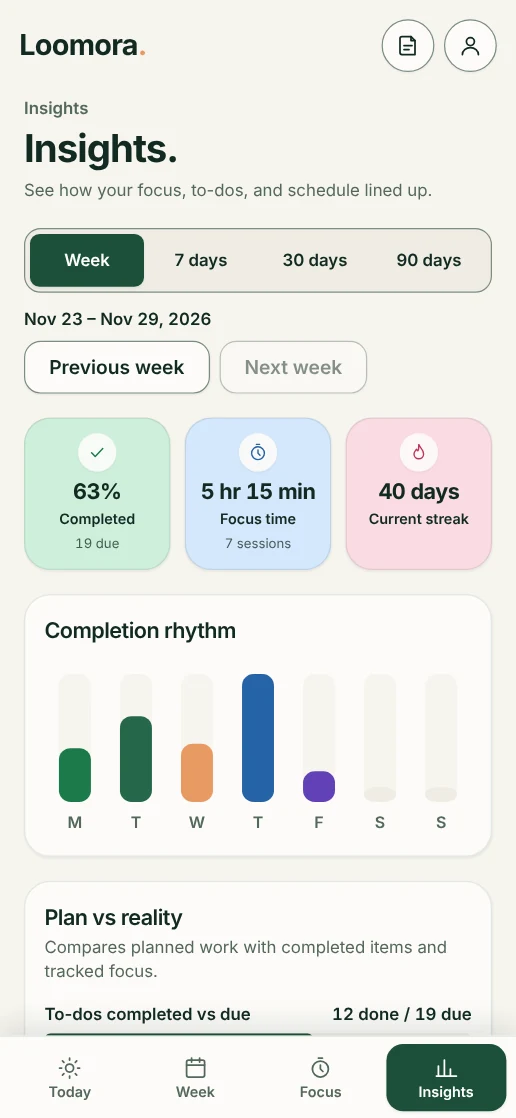 Loomora.
Insights
Insights.
See how your focus, to-dos, and schedule lined up.
Week
7 days
30 days
90 days
Nov 23 – Nov 29, 2026
Previous week
Next week
63%
Completed
19 due
5 hr 15 min
Focus time
7 sessions
40 days
Current streak
Completion rhythm
M T W T F S S
Plan vs reality
Compares planned work with completed items and
tracked focus.
To-dos completed vs due
12 done / 19 due
Today
Week
Focus
Insights